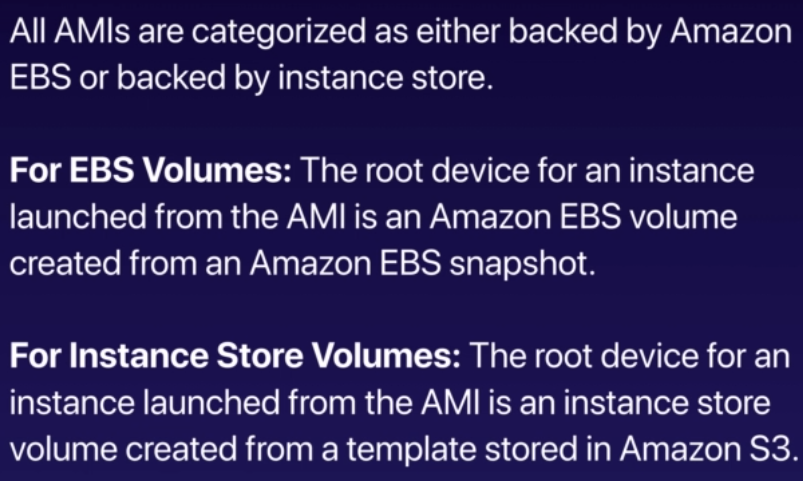 All AMIs are categorized as either backed by Amazon
EBS or backed by instance store.
For EBS Volumes: The root device for an instance
launched from the AMI is an Amazon EBS volume
created from an Amazon EBS snapshot.
For Instance Store Volumes: The root device for an
instance launched from the AMI is an instance store
volume created from a template stored in Amazon S3.